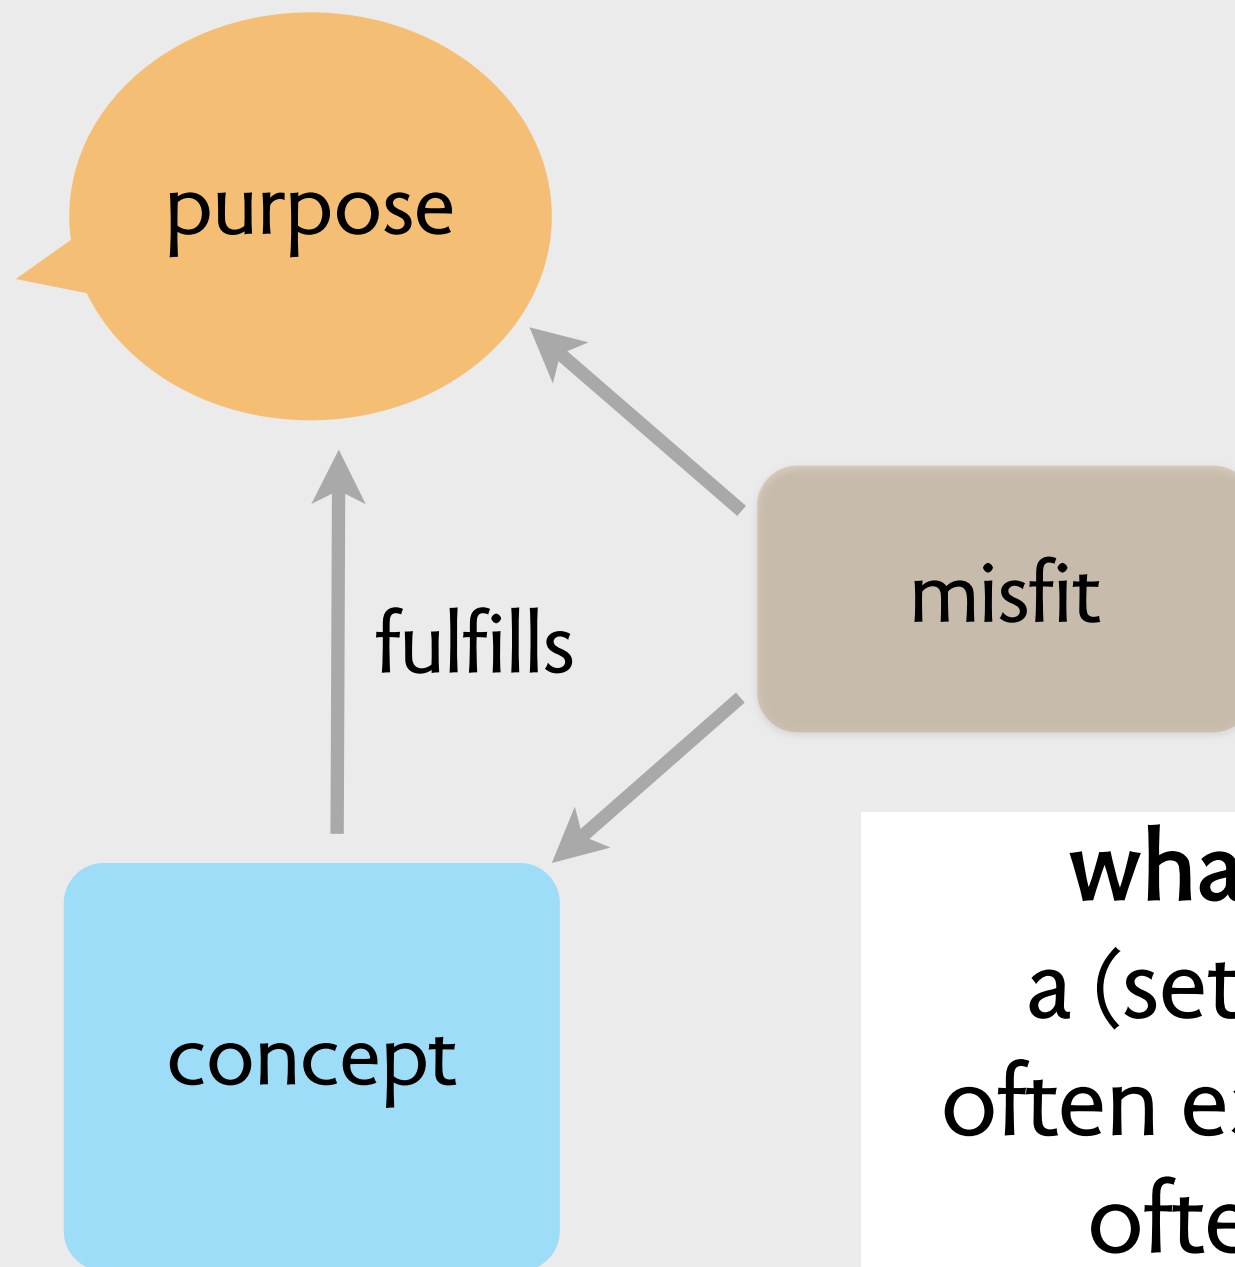 purpose
misfit
fulfills
concept
wha
a (set
often e
ofte